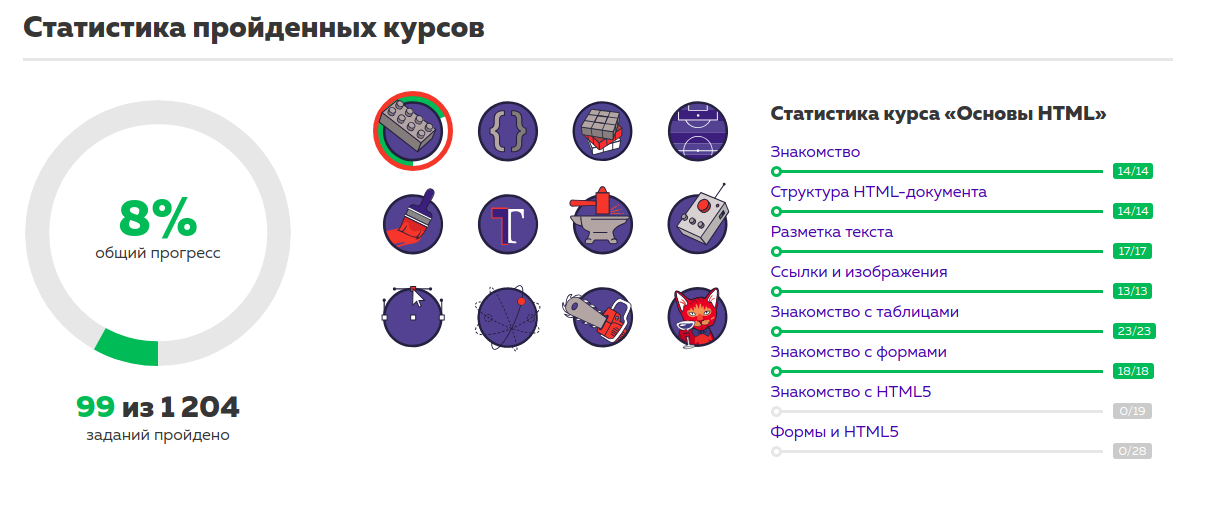 Статистика пройденных курсов
8%
общий прогресс
99 из 1 204
заданий пройдено
T
Статистика курса «Основы HTML»
Знакомство
14/14
Структура HTML-документа
14/14
Разметка текста
17/17
Ссылки и изображения
13/13
Знакомство с таблицами
23/23
Знакомство с формами
18/18
Знакомство с HTML5
0/19
Формы и HTML5
0/28